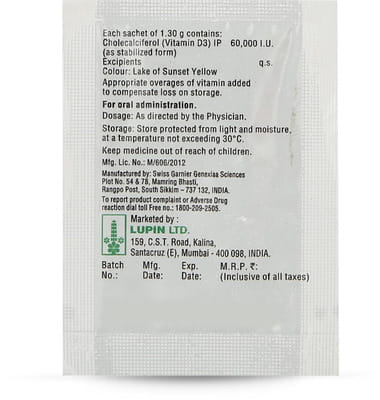 Each sachet of 1.30 g contains:
Cholecalciferol (Vitamin D3) IP 60,000 I.U.
(as stabilized form)
Excipients q.s.
Colour: Lake of Sunset Yellow
Appropriate overages of vitamin added
to compensate loss on storage.
For oral administration.
Dosage: As directed by the Physician.
Storage: Store protected from light and moisture,
at a temperature not exceeding 30°C.
Keep medicine out of reach of children.
Mfg. Lic. No.: M/606/2012
Manufactured by: Swiss Garnier Genexiaa Sciences
Plot No. 54 & 78, Mamring Bhasti,
Rangpo Post, South Sikkim – 737 132, INDIA.
To report product complaint or Adverse Drug
reaction dial toll Free no.: 1800-209-2505.
Marketed by :
LUPIN LTD.
159, C.S.T. Road, Kalina,
Santacruz (E), Mumbai - 400 098, INDIA.
Batch Mfg. Exp. M.R.P. ₹:
No.: Date: Date: (Inclusive of all taxes)